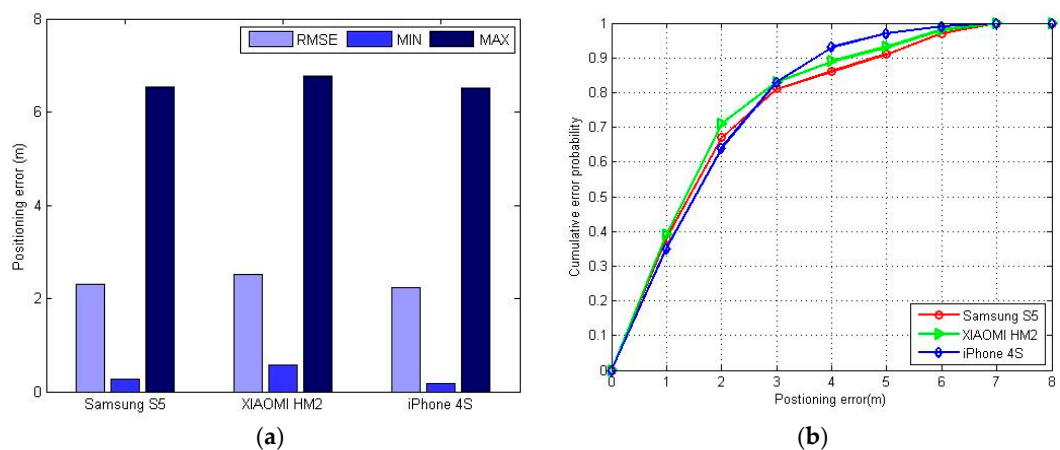 8
6
4
2
0
Positioning error (m)
RMSE MIN MAX
Samsung S5 XIAOMI HM2 iPhone 4S
(a)
1
0.9
0.8
0.7
0.6
0.5
0.4
0.3
0.2
0.1
0
Cumulative error probability
Samsung S5
XIAOMI HM2
iPhone 4S
0 1 2 3 4 5 6 7 8
Postioning error(m)
(b)